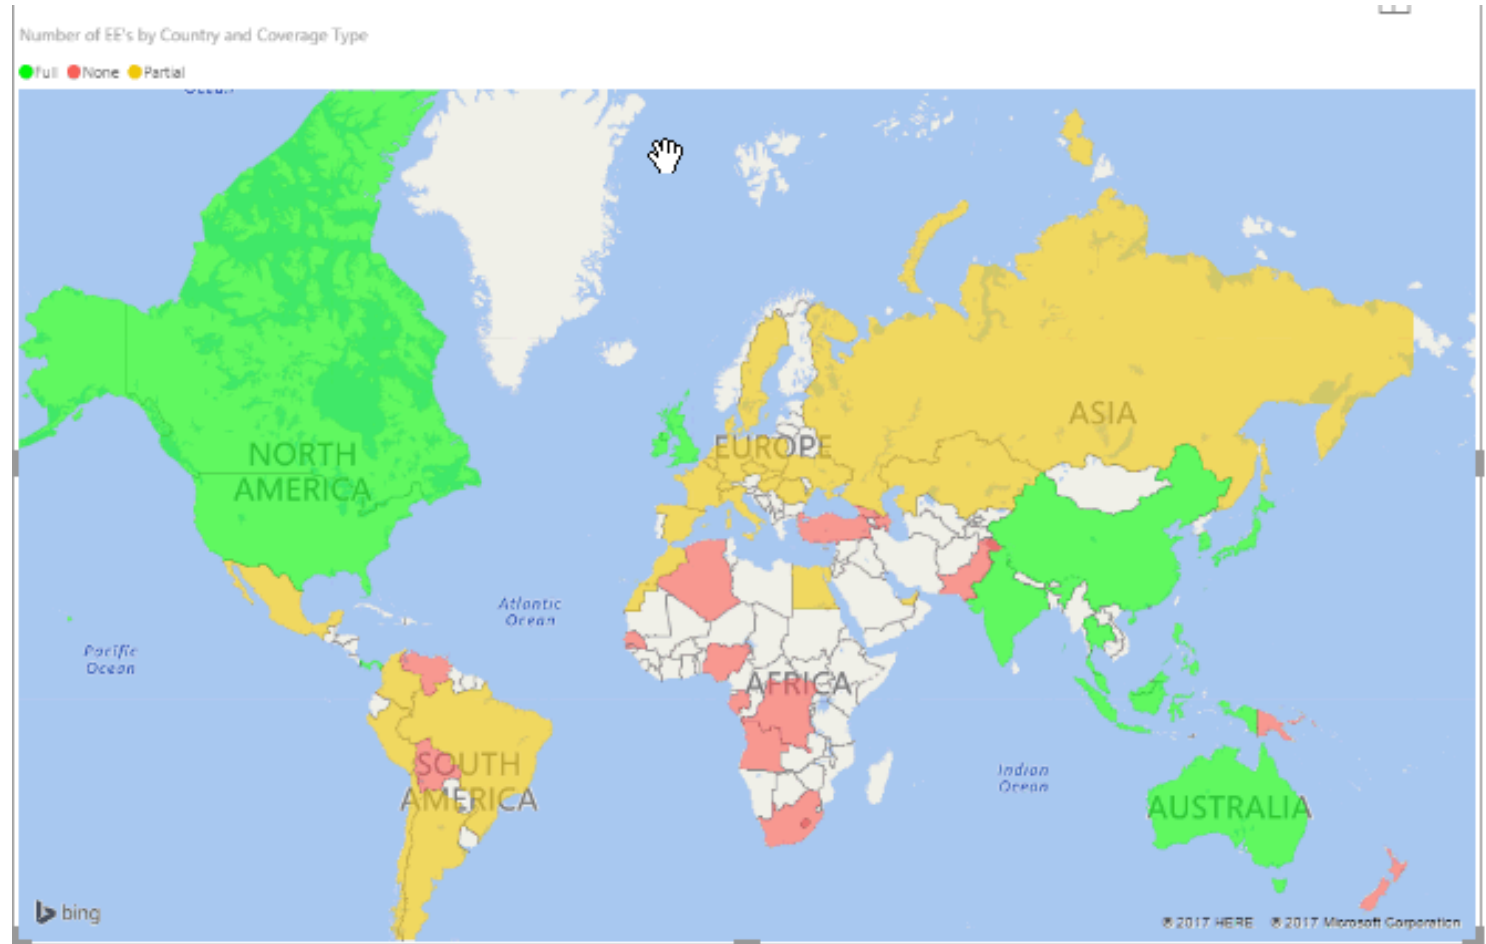 Number of EE's by Country and Coverage Type
Full None Partial
Ocean
NORTH
AMERICA
EUROPE
ASIA
Atlantic
Ocean
Pacific
Ocean
AFRICA
SOUTH
AMERICA
Indian
Ocean
AUSTRALIA
bing
© 2017 HERE © 2017 Microsoft Corporation